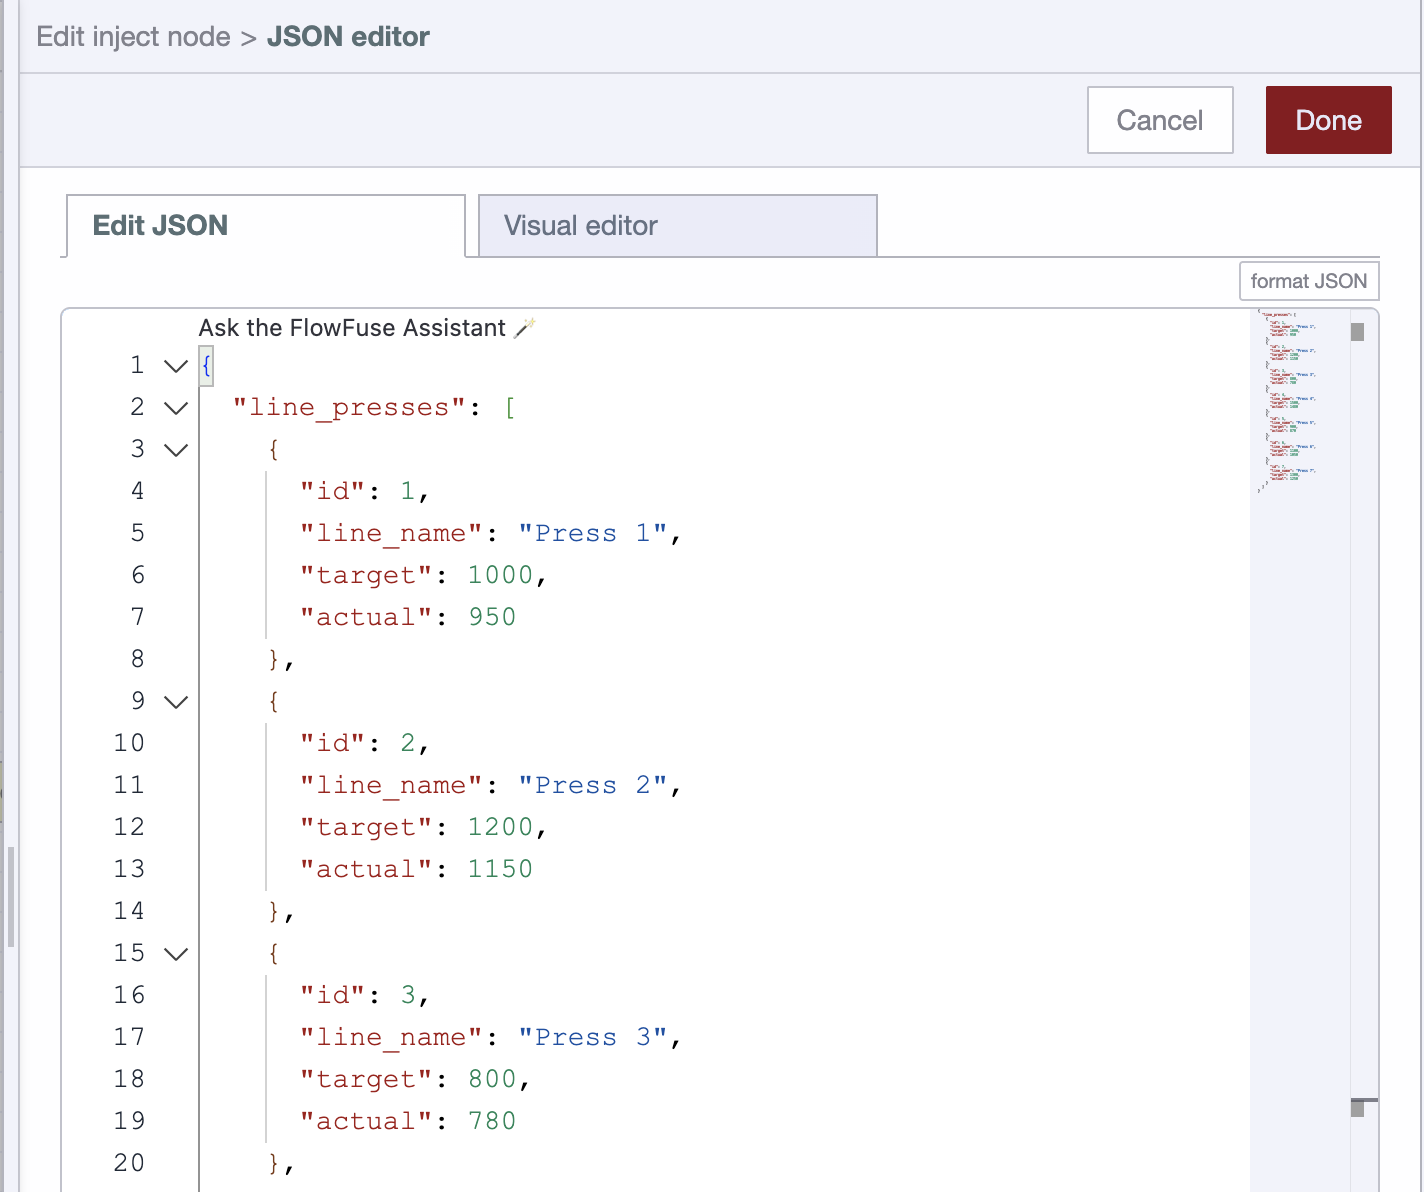 Edit inject node > JSON editor
Cancel
Done
Edit JSON
Visual editor
format JSON
Ask the FlowFuse Assistant
1 {
2 "line_presses": [
3 {
4 "id": 1,
5 "line_name": "Press 1",
6 "target": 1000,
7 "actual": 950
8 },
9 {
10 "id": 2,
11 "line_name": "Press 2",
12 "target": 1200,
13 "actual": 1150
14 },
15 {
16 "id": 3,
17 "line_name": "Press 3",
18 "target": 800,
19 "actual": 780
20 },